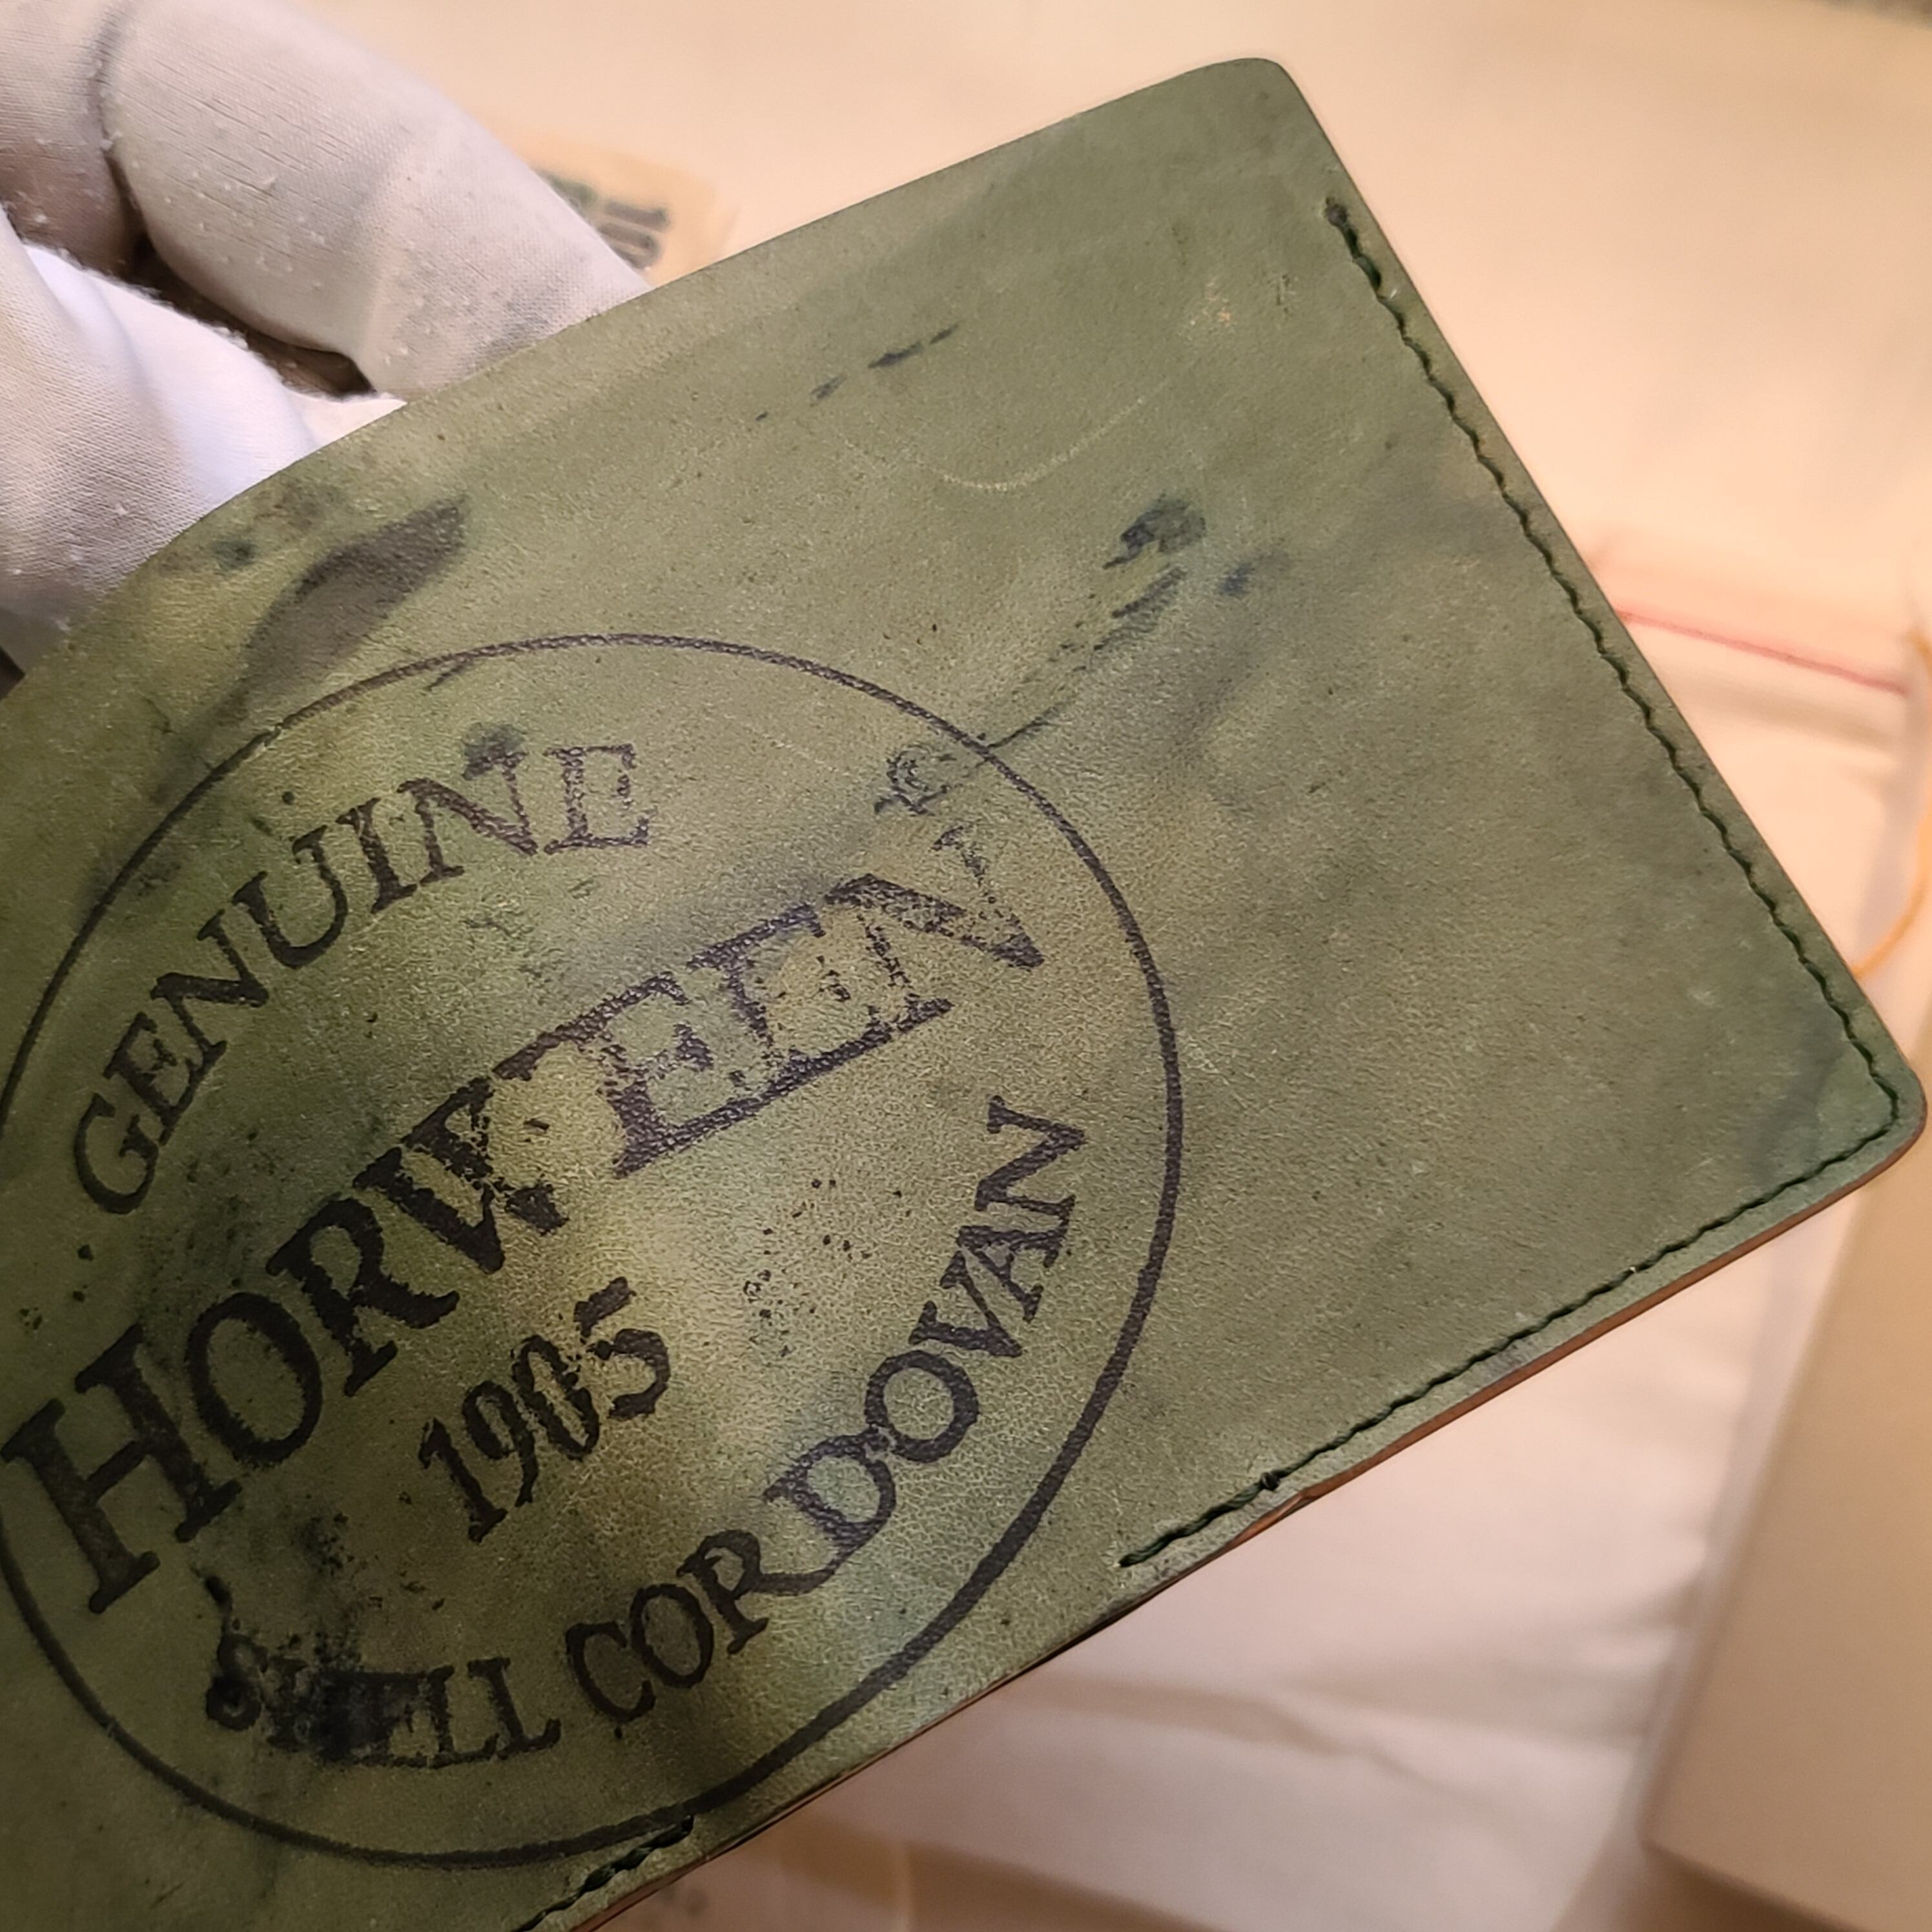 GENUINE
HORWEEN
1905
SHELL CORDOVAN